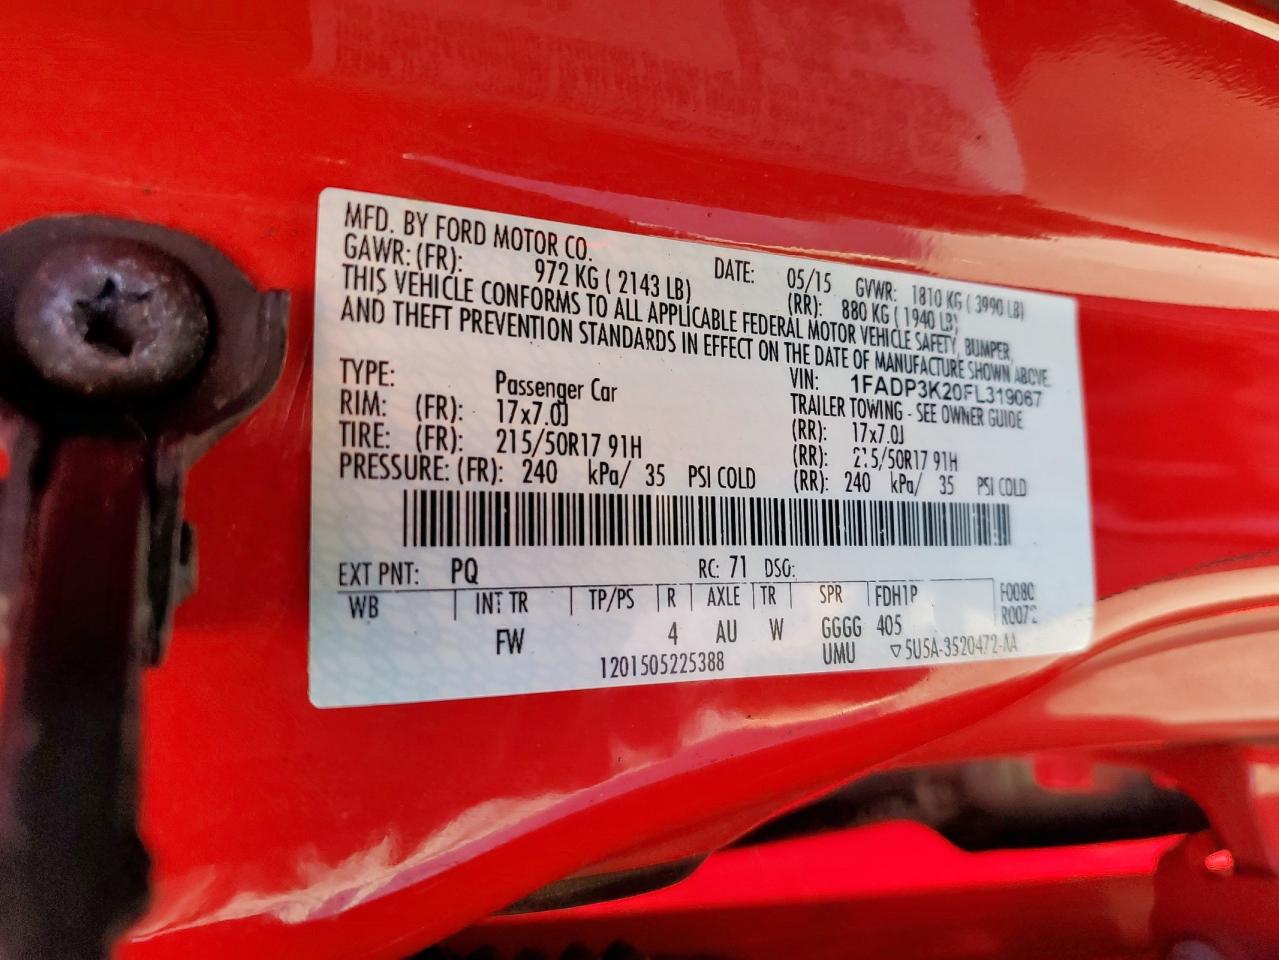 MFD. BY FORD MOTOR CO. DATE: 05/15 GVWR: 1810 KG ( 3990 LB)
GAWR: (FR): 972 KG ( 2143 LB) (RR): 880 KG ( 1940 LB)
THIS VEHICLE CONFORMS TO ALL APPLICABLE FEDERAL MOTOR VEHICLE SAFETY, BUMPER,
AND THEFT PREVENTION STANDARDS IN EFFECT ON THE DATE OF MANUFACTURE SHOWN ABOVE.
VIN: 1FADP3K20FL319067
TYPE: Passenger Car TRAILER TOWING - SEE OWNER GUIDE
RIM: (FR): 17x7.0J (RR): 17x7.0J
TIRE: (FR): 215/50R17 91H (RR): 215/50R17 91H
PRESSURE: (FR): 240 kPa/ 35 PSI COLD (RR): 240 kPa/ 35 PSI COLD
EXT PNT: PQ RC: 71 DSO:
WB INT TR TP/PS R AXLE TR SPR FDH1P F0080
FW 4 AU W GGGG 405 R0072
1201505225388 UMU ▽5U5A-3520472-AA